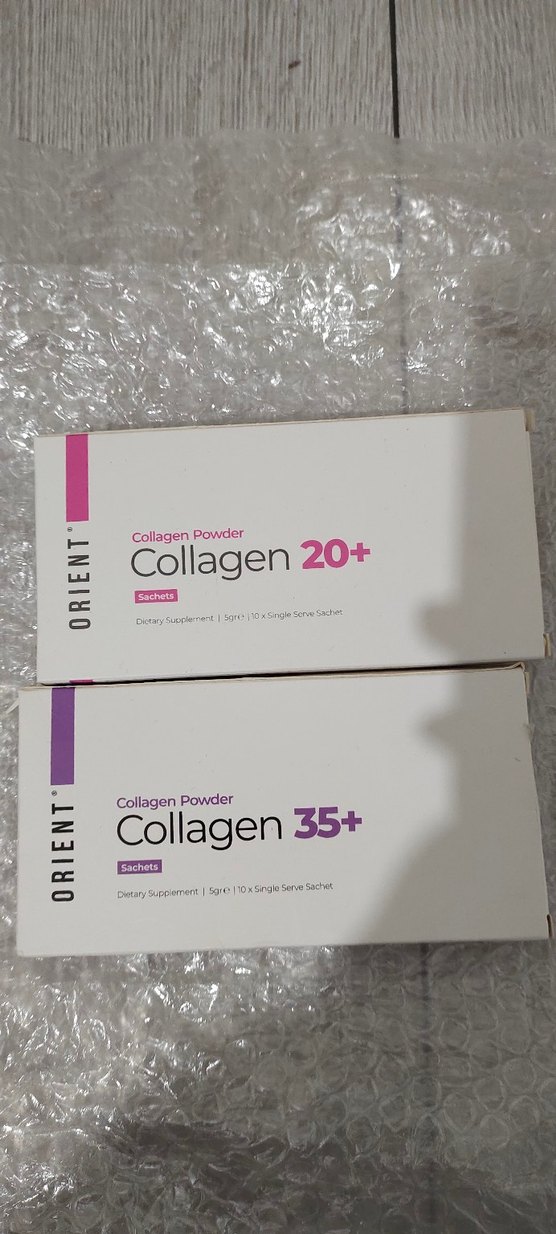 ORIENT®
Collagen Powder
Collagen 20+
Sachets
Dietary Supplement | 5gr℮ | 10 x Single Serve Sachet
ORIENT®
Collagen Powder
Collagen 35+
Sachets
Dietary Supplement | 5gr℮ | 10 x Single Serve Sachet